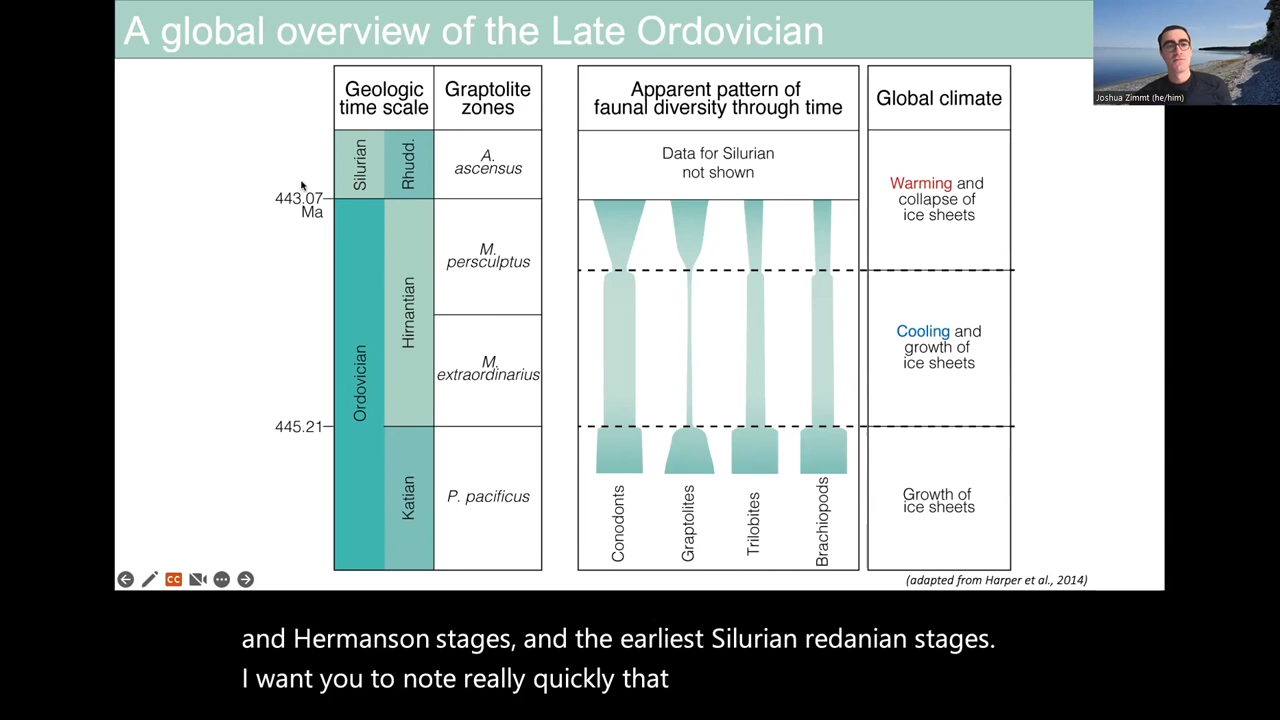 A global overview of the Late Ordovician
Joshua Zimmt (he/him)
Geologic
time scale
Graptolite
zones
Apparent pattern of
faunal diversity through time
Global climate
Silurian
Rhudd.
A.
ascensus
Data for Silurian
not shown
Warming and
collapse of
ice sheets
443.07
Ma
Ordovician
Hirnantian
M.
persculptus
M.
extraordinarius
Cooling and
growth of
ice sheets
445.21
Katian
P. pacificus
Conodonts
Graptolites
Trilobites
Brachiopods
Growth of
ice sheets
CC
(adapted from Harper et al., 2014)
and Hermanson stages, and the earliest Silurian redanian stages.
I want you to note really quickly that